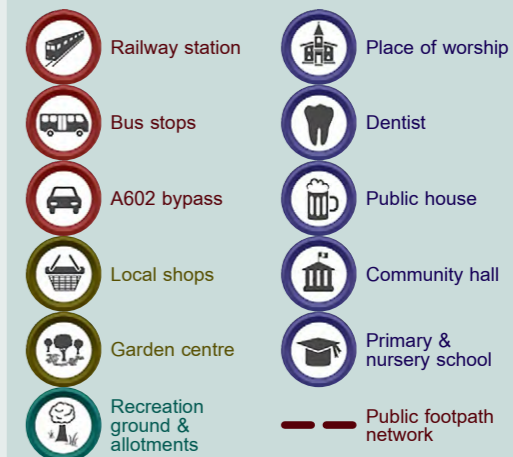 Railway station
Bus stops
A602 bypass
Local shops
Garden centre
Recreation
ground &
allotments
Place of worship
Dentist
Public house
Community hall
Primary &
nursery school
Public footpath
network